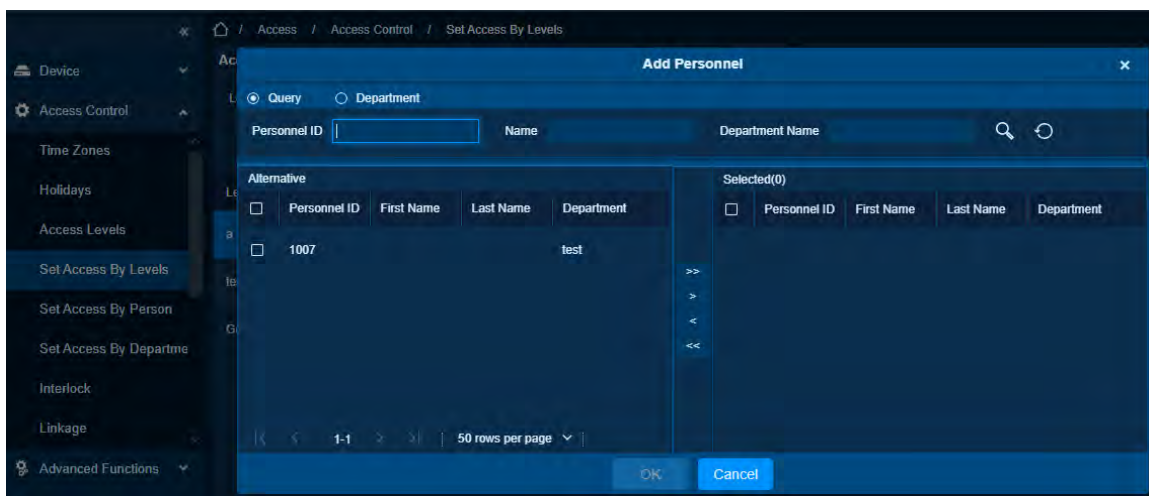 «
/ Access / Access Control / Set Access By Levels
Device
Access Control
Time Zones
Holidays
Access Levels
Set Access By Levels
Set Access By Person
Set Access By Departme
Interlock
Linkage
Advanced Functions
Ac
L
Le
a
te
G
Add Personnel ×
Query Department
Personnel ID Name Department Name
Alternative
Personnel ID First Name Last Name Department
1007 test
>>
>
<
<<
Selected(0)
Personnel ID First Name Last Name Department
|< < 1-1 > >| | 50 rows per page |
OK Cancel